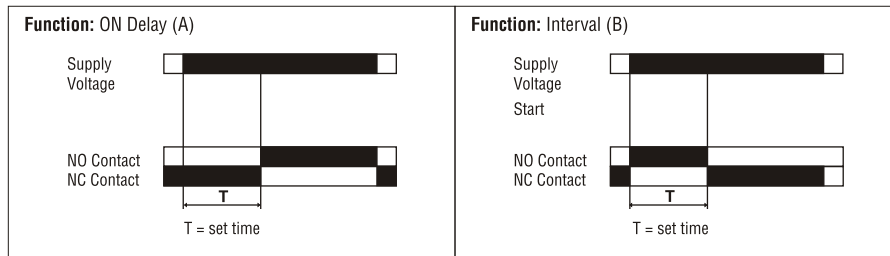 Function: ON Delay (A)
Supply
Voltage
NO Contact
NC Contact
T
T = set time
Function: Interval (B)
Supply
Voltage
Start
NO Contact
NC Contact
T
T = set time